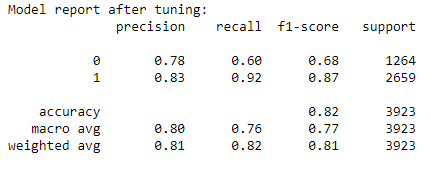 Model report after tuning:
precision recall f1-score support
0 0.78 0.60 0.68 1264
1 0.83 0.92 0.87 2659
accuracy 0.82 3923
macro avg 0.80 0.76 0.77 3923
weighted avg 0.81 0.82 0.81 3923